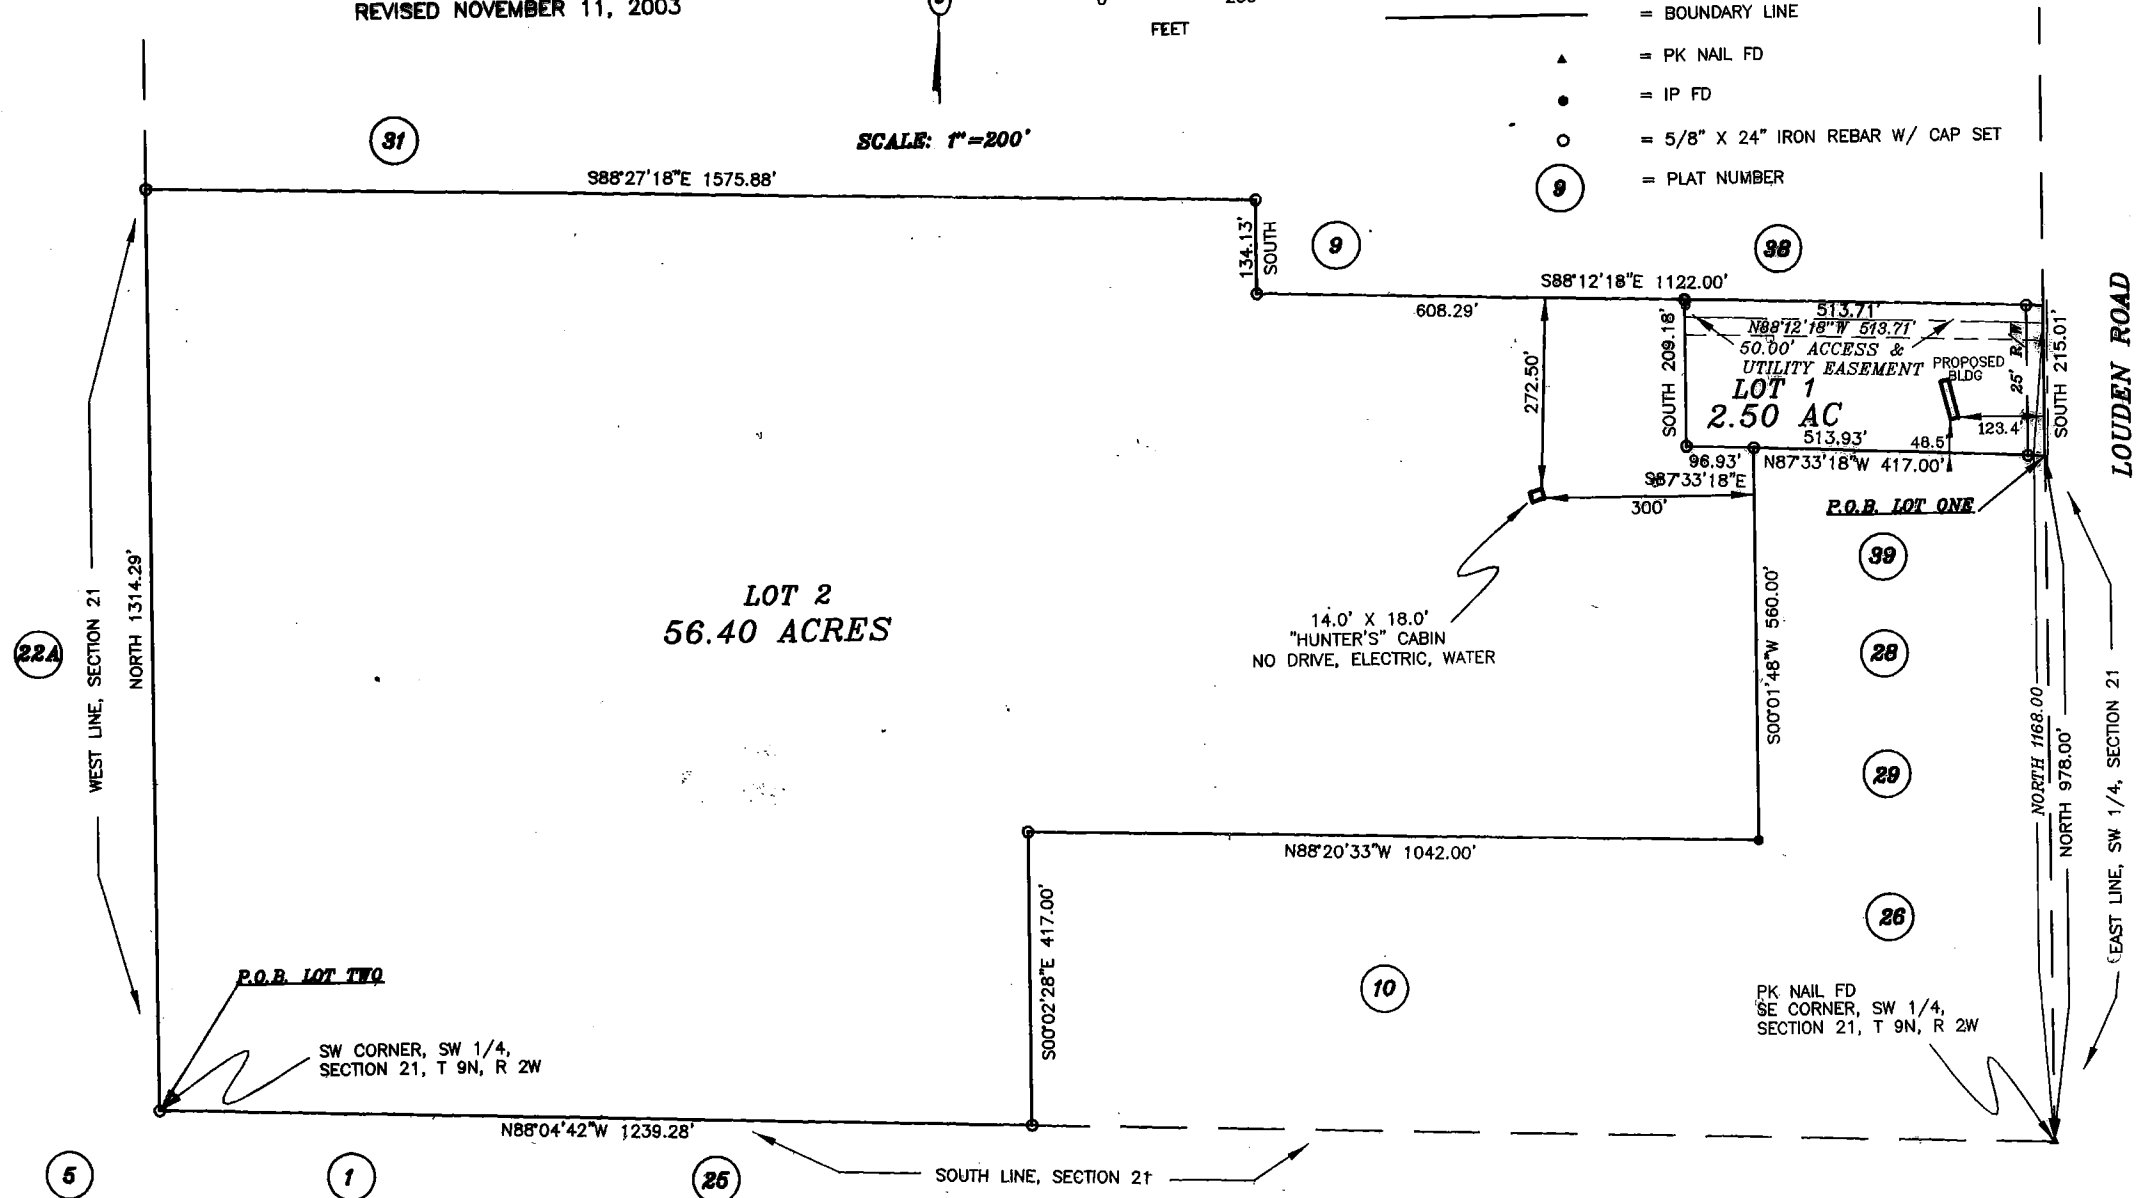 REVISED NOVEMBER 11, 2003
FEET
= BOUNDARY LINE
= PK NAIL FD
= IP FD
= 5/8" X 24" IRON REBAR W/ CAP SET
9 = PLAT NUMBER
SCALE: 1"=200'
31
S88°27'18"E 1575.88'
134.13'
SOUTH
9
38
S88°12'18"E 1122.00'
608.29'
513.71'
N88°12'18"W 513.71'
50.00' ACCESS &
UTILITY EASEMENT
PROPOSED
BLDG
LOT 1
2.50 AC
SOUTH 209.18'
25' R/W
SOUTH 215.01'
LOUDEN ROAD
272.50'
513.93'
48.5'
123.4'
96.93'
N87°33'18"W 417.00'
S87°33'18"E
300'
P.O.B. LOT ONE
39
28
29
26
14.0' X 18.0'
"HUNTER'S" CABIN
NO DRIVE, ELECTRIC, WATER
S00°01'48"W 560.00'
LOT 2
56.40 ACRES
22A
WEST LINE, SECTION 21
NORTH 1314.29'
NORTH 1168.00
NORTH 978.00'
EAST LINE, SW 1/4, SECTION 21
N88°20'33"W 1042.00'
S00°02'28"E 417.00'
10
PK NAIL FD
SE CORNER, SW 1/4,
SECTION 21, T 9N, R 2W
P.O.B. LOT TWO
SW CORNER, SW 1/4,
SECTION 21, T 9N, R 2W
N88°04'42"W 1239.28'
SOUTH LINE, SECTION 21
5
1
25